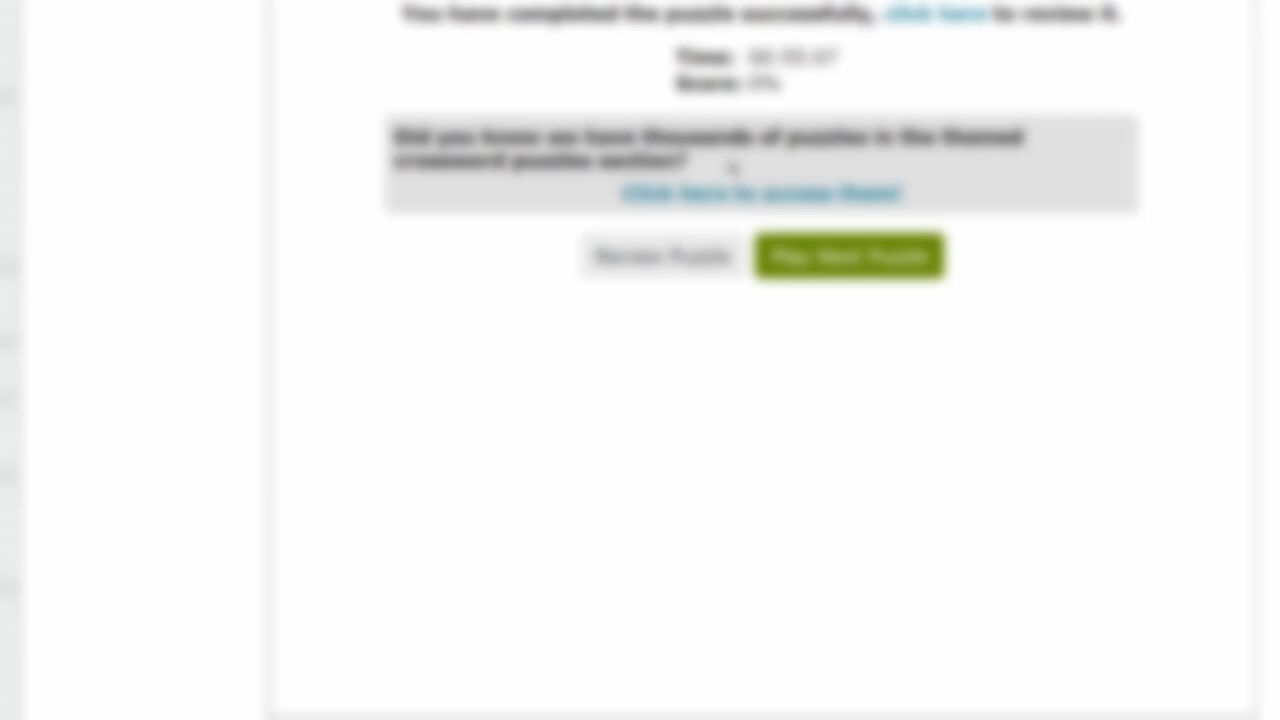 You have completed the puzzle successfully, click here to review it.
Time:
Score: 0%
Did you know we have thousands of puzzles in the themed
crossword puzzles section?
Click here to access them!
Review Puzzle Play Next Puzzle